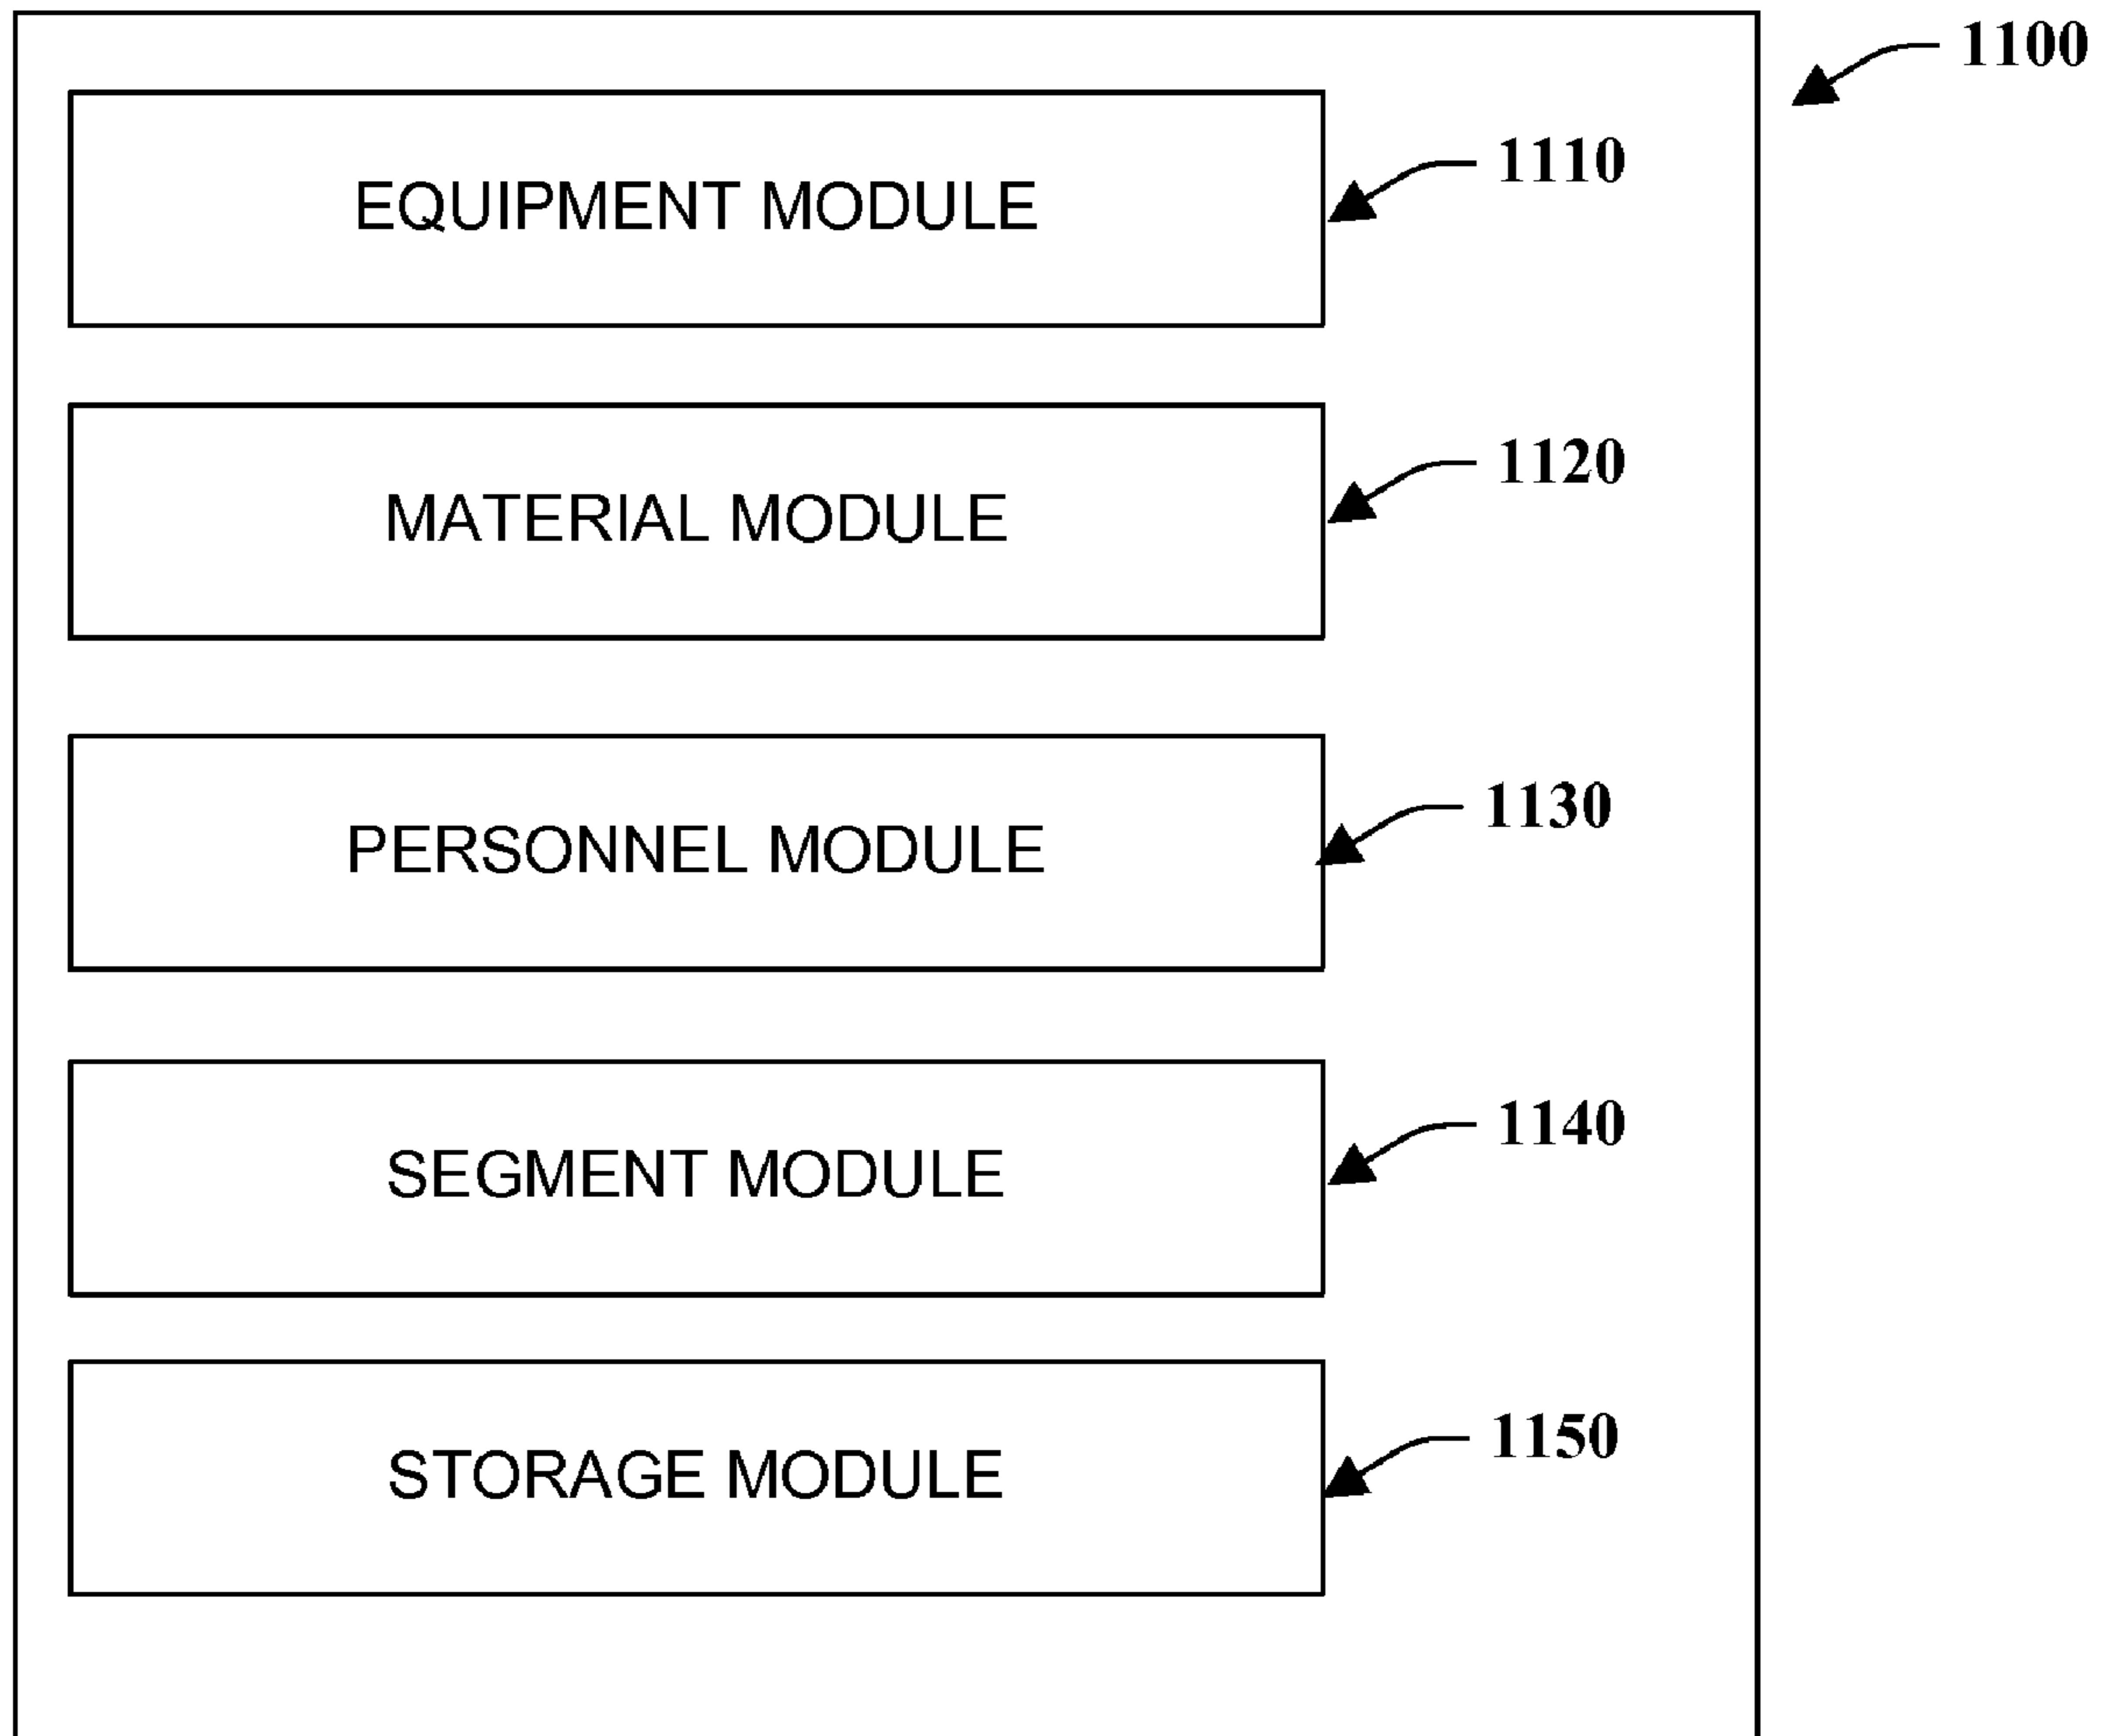 1100
EQUIPMENT MODULE
1110
MATERIAL MODULE
1120
PERSONNEL MODULE
1130
SEGMENT MODULE
1140
STORAGE MODULE
1150